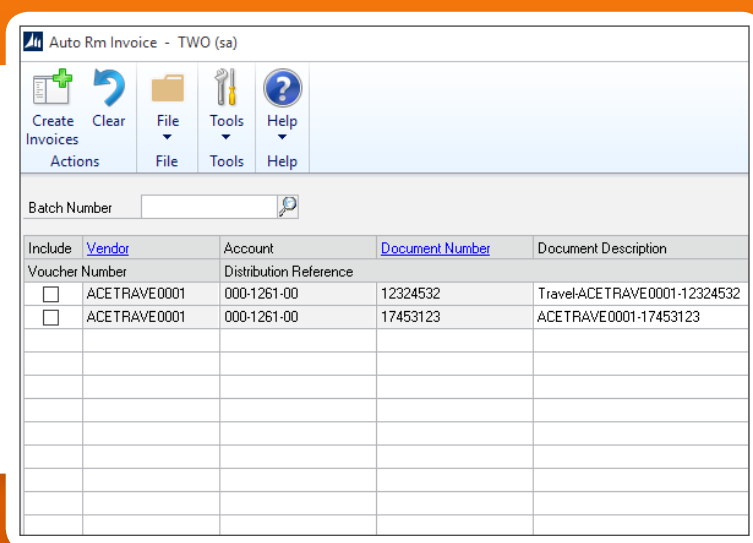 Auto Rm Invoice - TWO (sa)
Create Invoices
Clear
File
Tools
Help
Actions
File
Tools
Help
Batch Number
Include Vendor Account Document Number Document Description
Voucher Number Distribution Reference
ACETRAVE0001 000-1261-00 12324532 Travel-ACETRAVE0001-12324532
ACETRAVE0001 000-1261-00 17453123 ACETRAVE0001-17453123